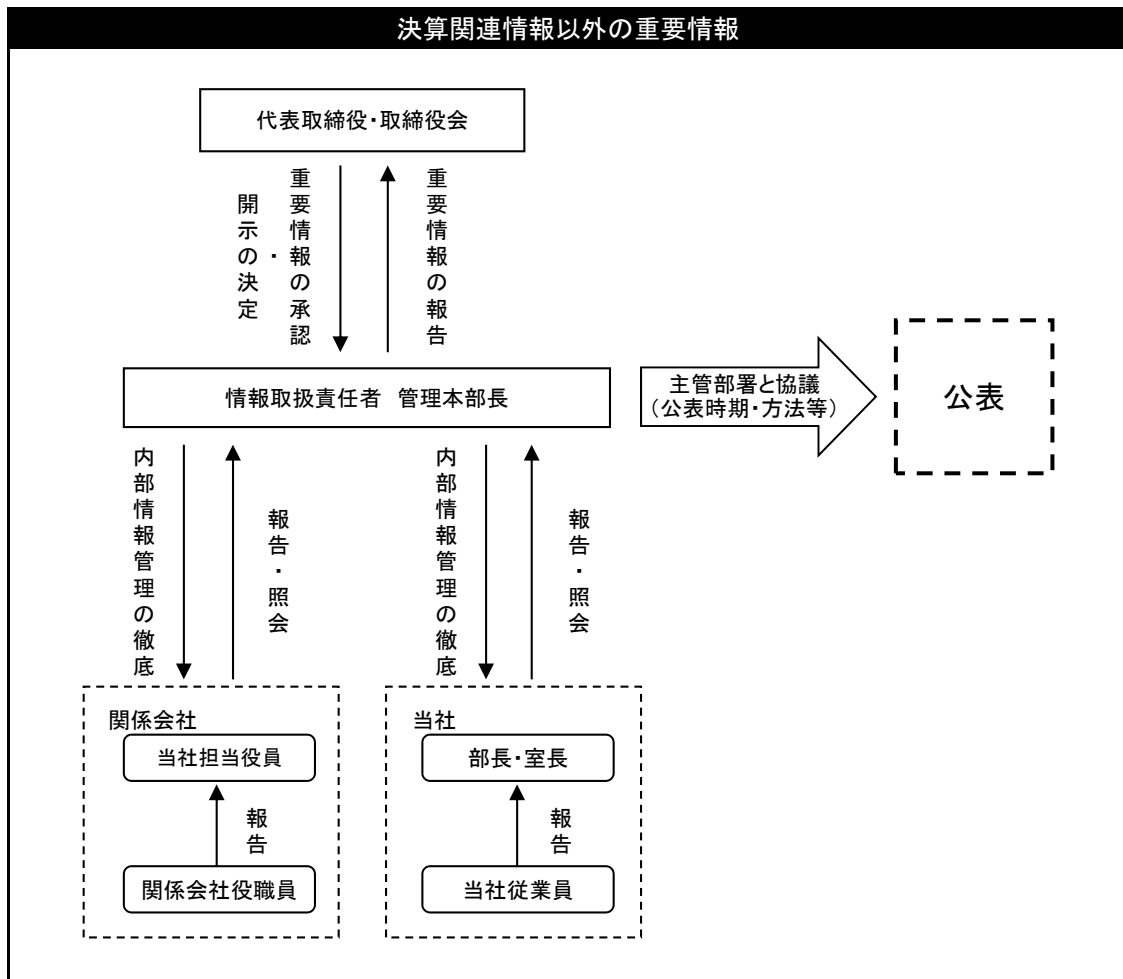 決算関連情報以外の重要情報
代表取締役・取締役会
重要情報の承認・
開示の決定
重要情報の報告
情報取扱責任者 管理本部長
主管部署と協議
（公表時期・方法等）
公表
内部情報管理の徹底
報告・照会
内部情報管理の徹底
報告・照会
関係会社
当社担当役員
報告
関係会社役職員
当社
部長・室長
報告
当社従業員